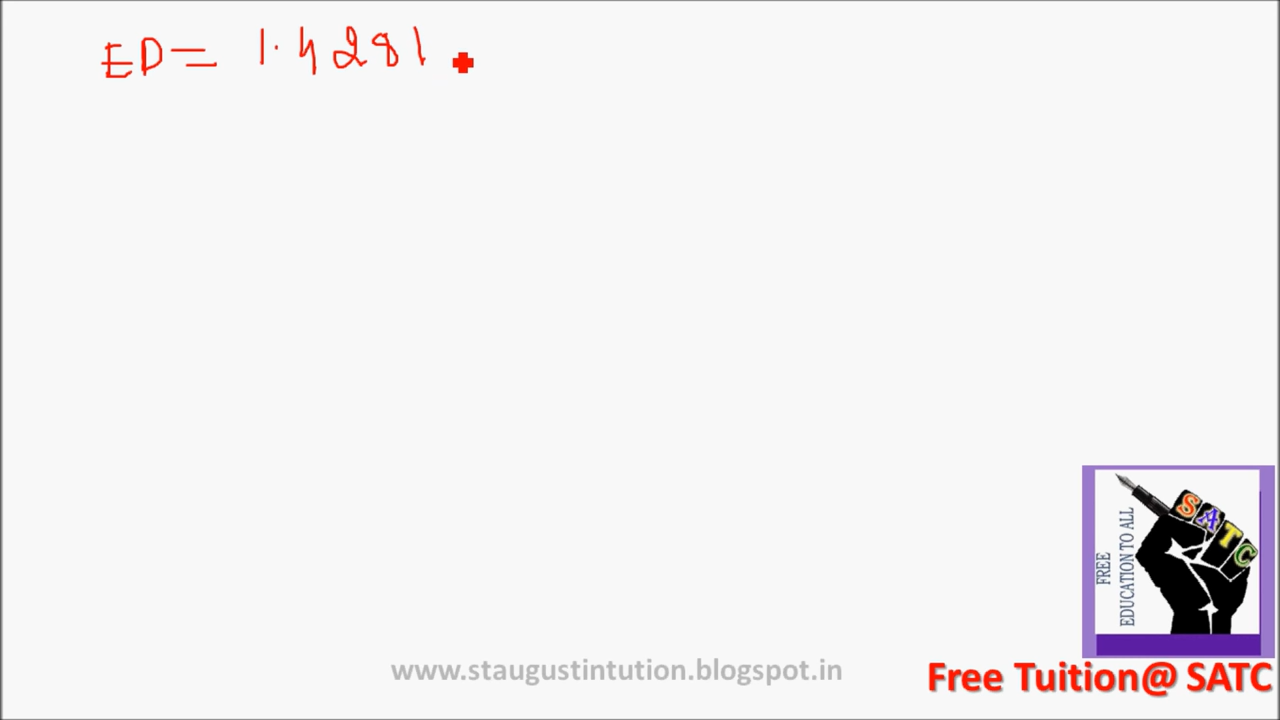 ED = 1.4281
FREE
EDUCATION TO ALL
SATC
www.staugustintution.blogspot.in
Free Tuition@ SATC